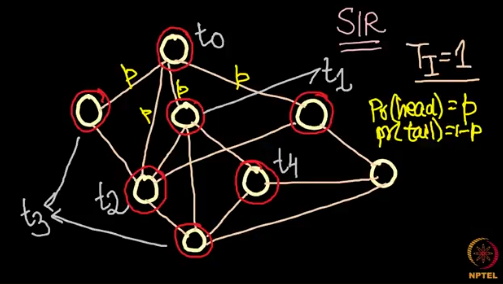 SIR
t0
T_I=1
p
p
t1
p
p
Pr(head)=p
pr(tail)=1-p
t4
t2
t3
NPTEL